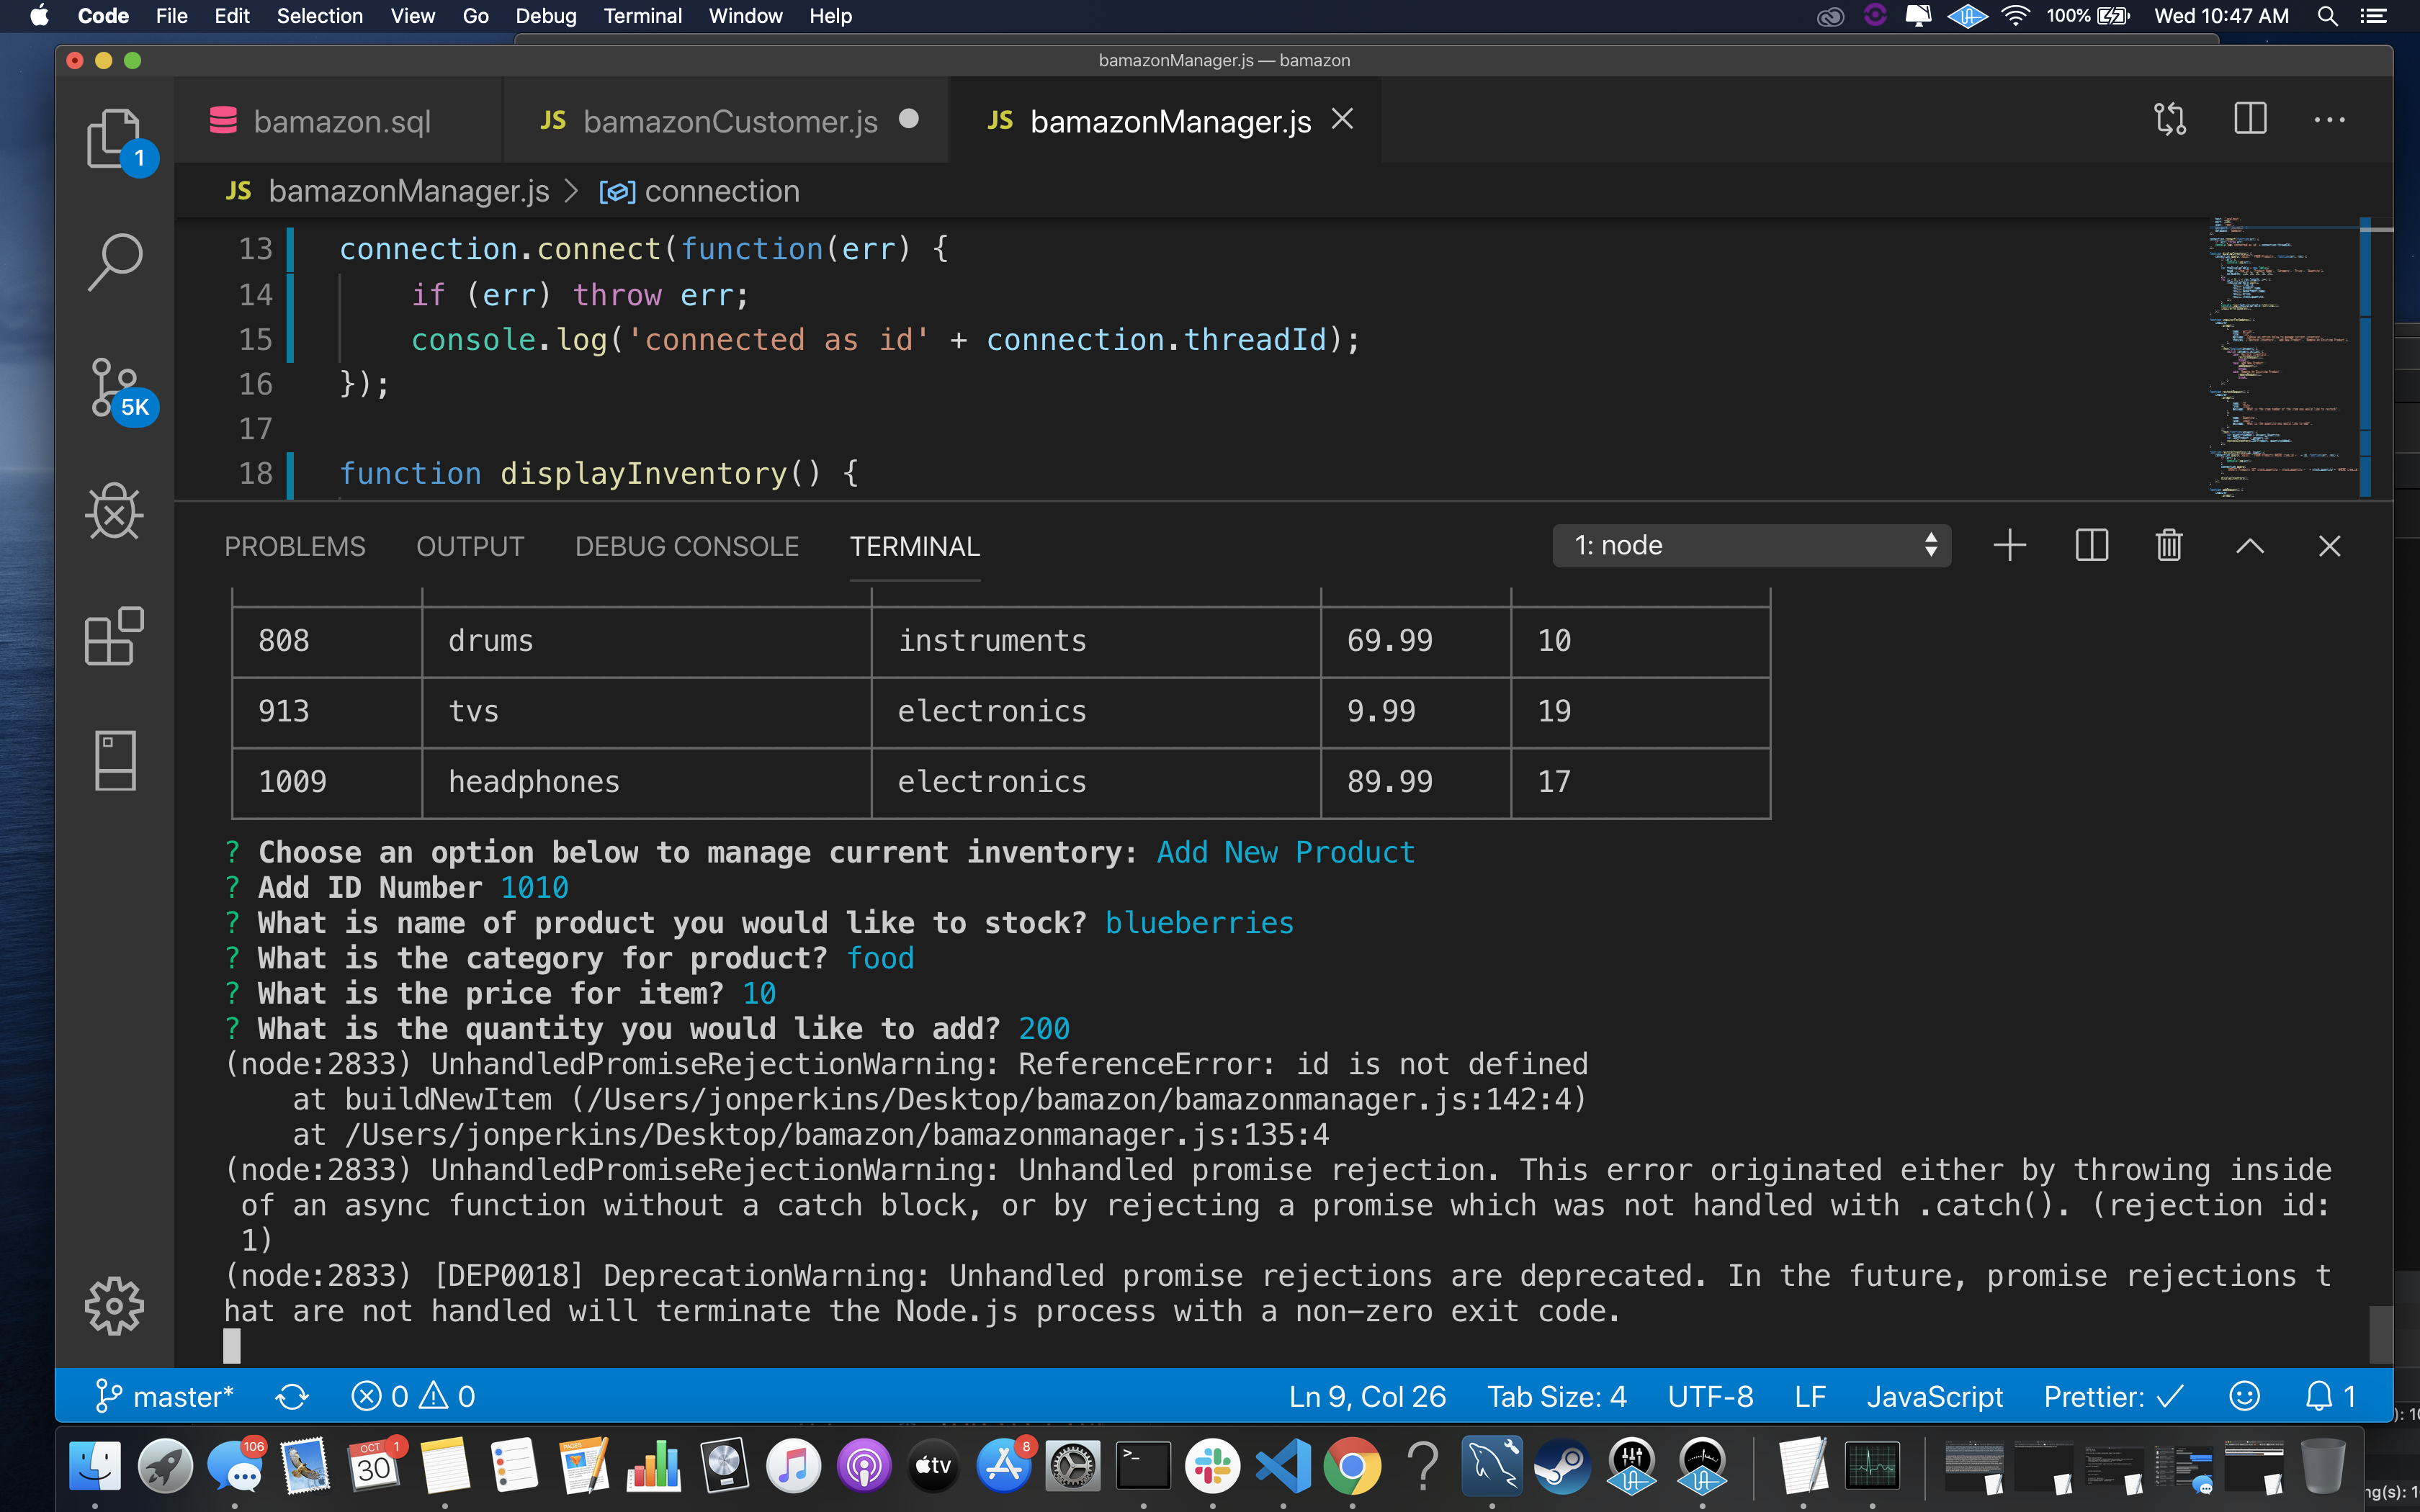 Code File Edit Selection View Go Debug Terminal Window Help 100% Wed 10:47 AM
bamazonManager.js — bamazon
bamazon.sql JS bamazonCustomer.js JS bamazonManager.js
1
JS bamazonManager.js > connection
13 connection.connect(function(err) {
14 if (err) throw err;
15 console.log('connected as id' + connection.threadId);
16 });
17
18 function displayInventory() {
5K
PROBLEMS OUTPUT DEBUG CONSOLE TERMINAL 1: node
808 drums instruments 69.99 10
913 tvs electronics 9.99 19
1009 headphones electronics 89.99 17
? Choose an option below to manage current inventory: Add New Product
? Add ID Number 1010
? What is name of product you would like to stock? blueberries
? What is the category for product? food
? What is the price for item? 10
? What is the quantity you would like to add? 200
(node:2833) UnhandledPromiseRejectionWarning: ReferenceError: id is not defined
at buildNewItem (/Users/jonperkins/Desktop/bamazon/bamazonmanager.js:142:4)
at /Users/jonperkins/Desktop/bamazon/bamazonmanager.js:135:4
(node:2833) UnhandledPromiseRejectionWarning: Unhandled promise rejection. This error originated either by throwing inside
of an async function without a catch block, or by rejecting a promise which was not handled with .catch(). (rejection id:
1)
(node:2833) [DEP0018] DeprecationWarning: Unhandled promise rejections are deprecated. In the future, promise rejections t
hat are not handled will terminate the Node.js process with a non-zero exit code.
master* 0 0 Ln 9, Col 26 Tab Size: 4 UTF-8 LF JavaScript Prettier: ✓ 1
106 OCT 30 1 PAGES tv 8